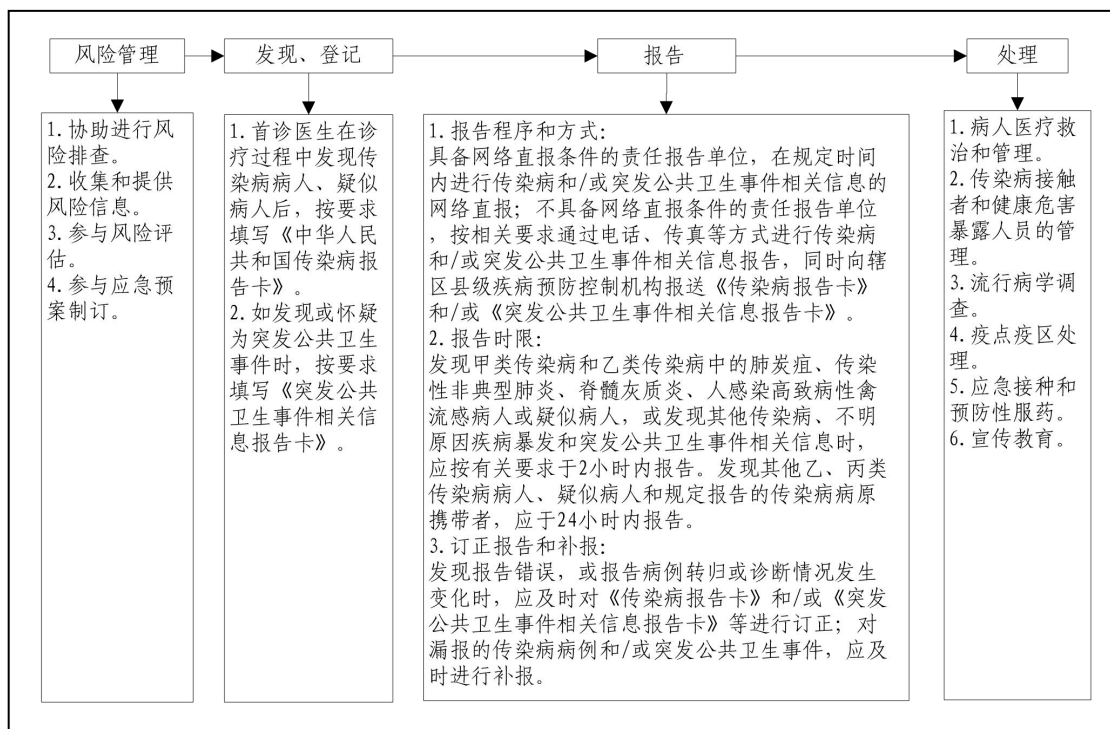 风险管理
发现、登记
报告
处理
1. 协助进行风
险排查。
2. 收集和提供
风险信息。
3. 参与风险评
估。
4. 参与应急预
案制订。
1. 首诊医生在诊
疗过程中发现传
染病病人、疑似
病人后，按要求
填写《中华人民
共和国传染病报
告卡》。
2. 如发现或怀疑
为突发公共卫生
事件时，按要求
填写《突发公共
卫生事件相关信
息报告卡》。
1. 报告程序和方式：
具备网络直报条件的责任报告单位，在规定时间
内进行传染病和/或突发公共卫生事件相关信息的
网络直报；不具备网络直报条件的责任报告单位
，按相关要求通过电话、传真等方式进行传染病
和/或突发公共卫生事件相关信息报告，同时向辖
区县级疾病预防控制机构报送《传染病报告卡》
和/或《突发公共卫生事件相关信息报告卡》。
2. 报告时限：
发现甲类传染病和乙类传染病中的肺炭疽、传染
性非典型肺炎、脊髓灰质炎、人感染高致病性禽
流感病人或疑似病人，或发现其他传染病、不明
原因疾病暴发和突发公共卫生事件相关信息时，
应按有关要求于2小时内报告。发现其他乙、丙类
传染病病人、疑似病人和规定报告的传染病病原
携带者，应于24小时内报告。
3. 订正报告和补报：
发现报告错误，或报告病例转归或诊断情况发生
变化时，应及时对《传染病报告卡》和/或《突发
公共卫生事件相关信息报告卡》等进行订正；对
漏报的传染病病例和/或突发公共卫生事件，应及
时进行补报。
1. 病人医疗救
治和管理。
2. 传染病接触
者和健康危害
暴露人员的管
理。
3. 流行病学调
查。
4. 疫点疫区处
理。
5. 应急接种和
预防性服药。
6. 宣传教育。